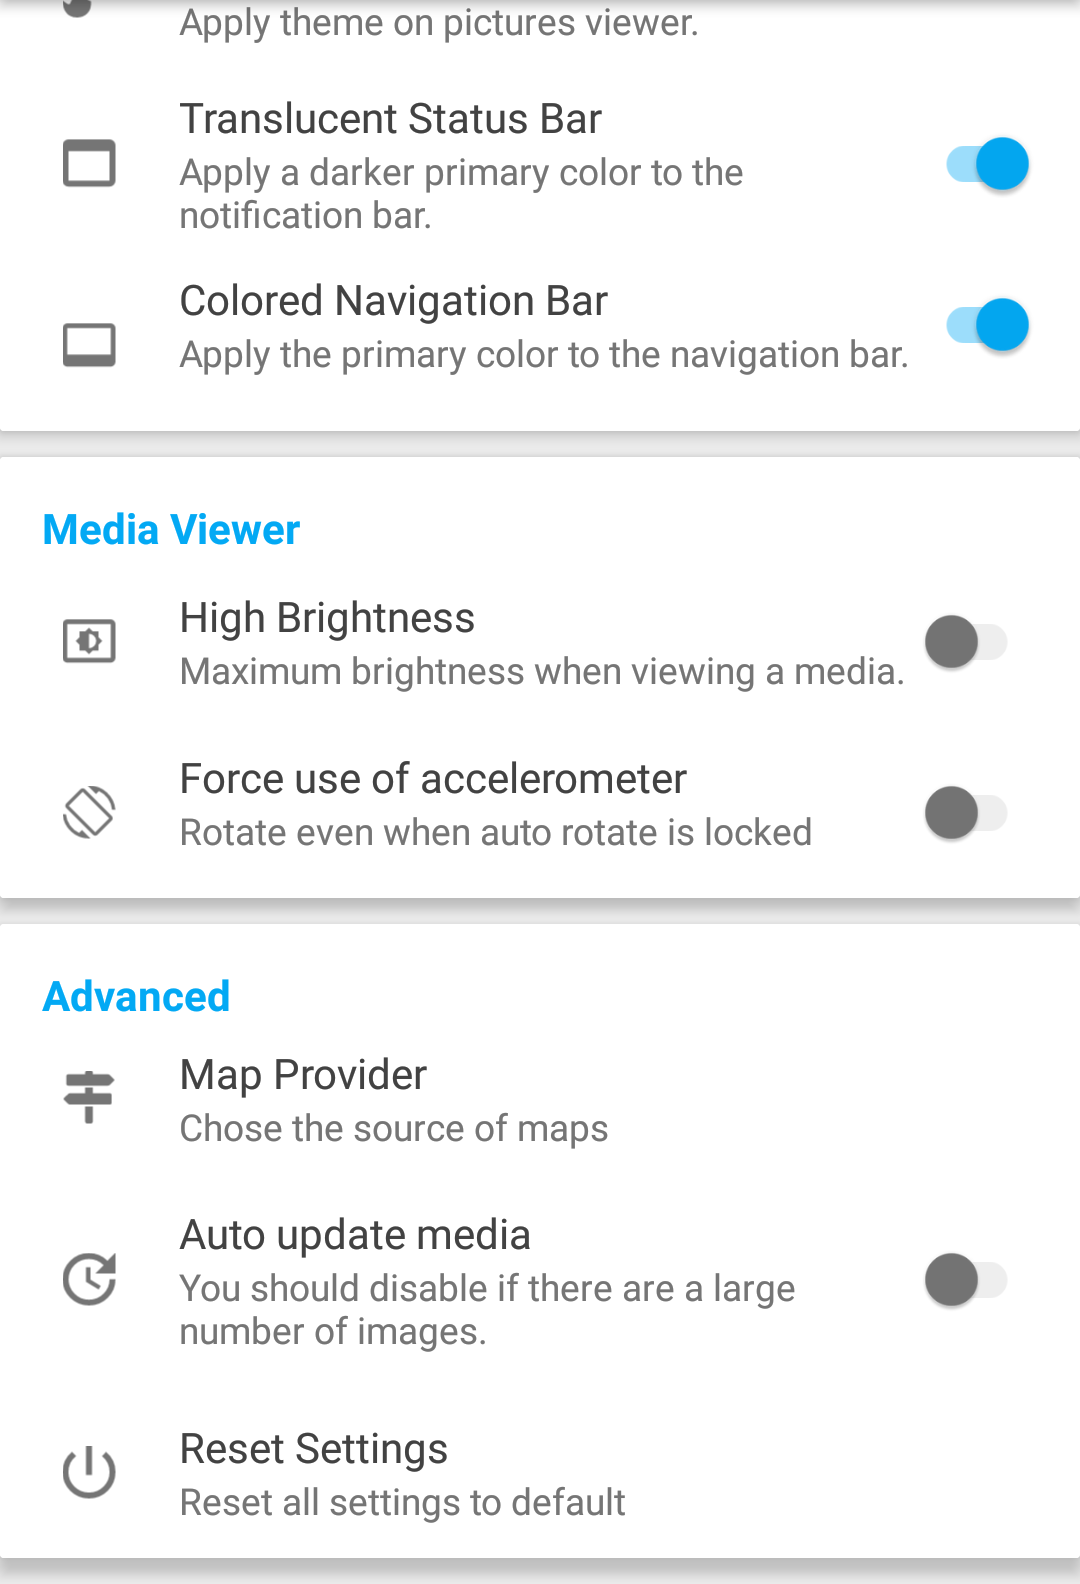 Apply theme on pictures viewer.
Translucent Status Bar
Apply a darker primary color to the
notification bar.
Colored Navigation Bar
Apply the primary color to the navigation bar.
Media Viewer
High Brightness
Maximum brightness when viewing a media.
Force use of accelerometer
Rotate even when auto rotate is locked
Advanced
Map Provider
Chose the source of maps
Auto update media
You should disable if there are a large
number of images.
Reset Settings
Reset all settings to default